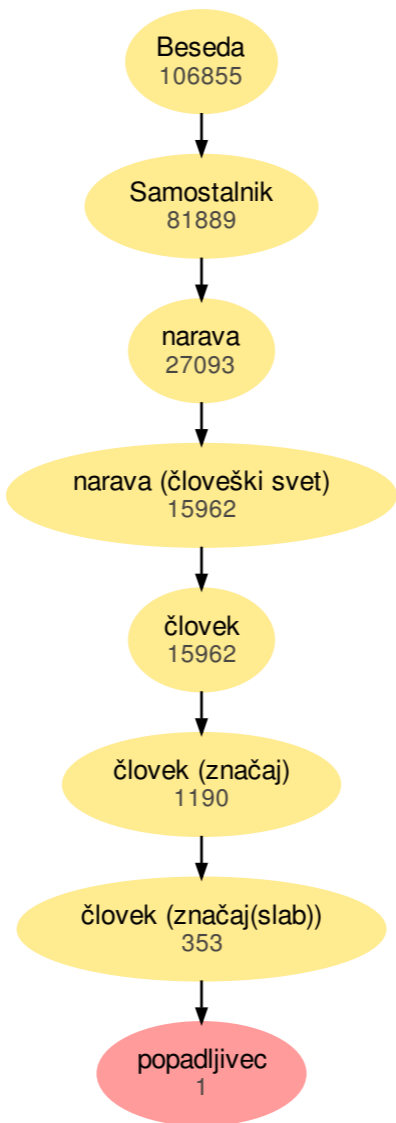 Beseda
106855
Samostalnik
81889
narava
27093
narava (človeški svet)
15962
človek
15962
človek (značaj)
1190
človek (značaj(slab))
353
popadljivec
1